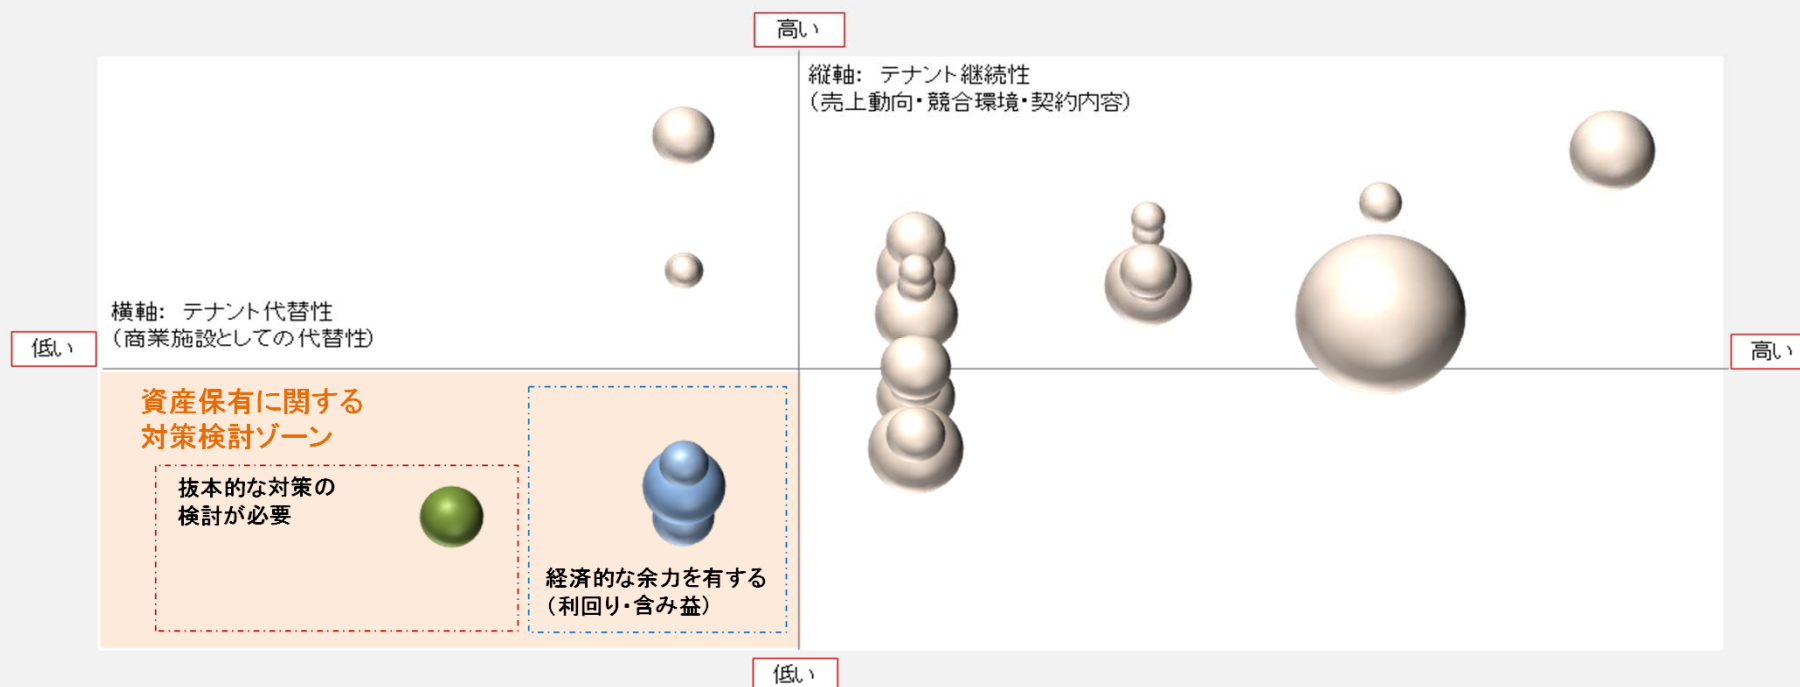 高い
縦軸： テナント継続性
（売上動向・競合環境・契約内容）
横軸： テナント代替性
（商業施設としての代替性）
低い
高い
資産保有に関する
対策検討ゾーン
抜本的な対策の
検討が必要
経済的な余力を有する
（利回り・含み益）
低い